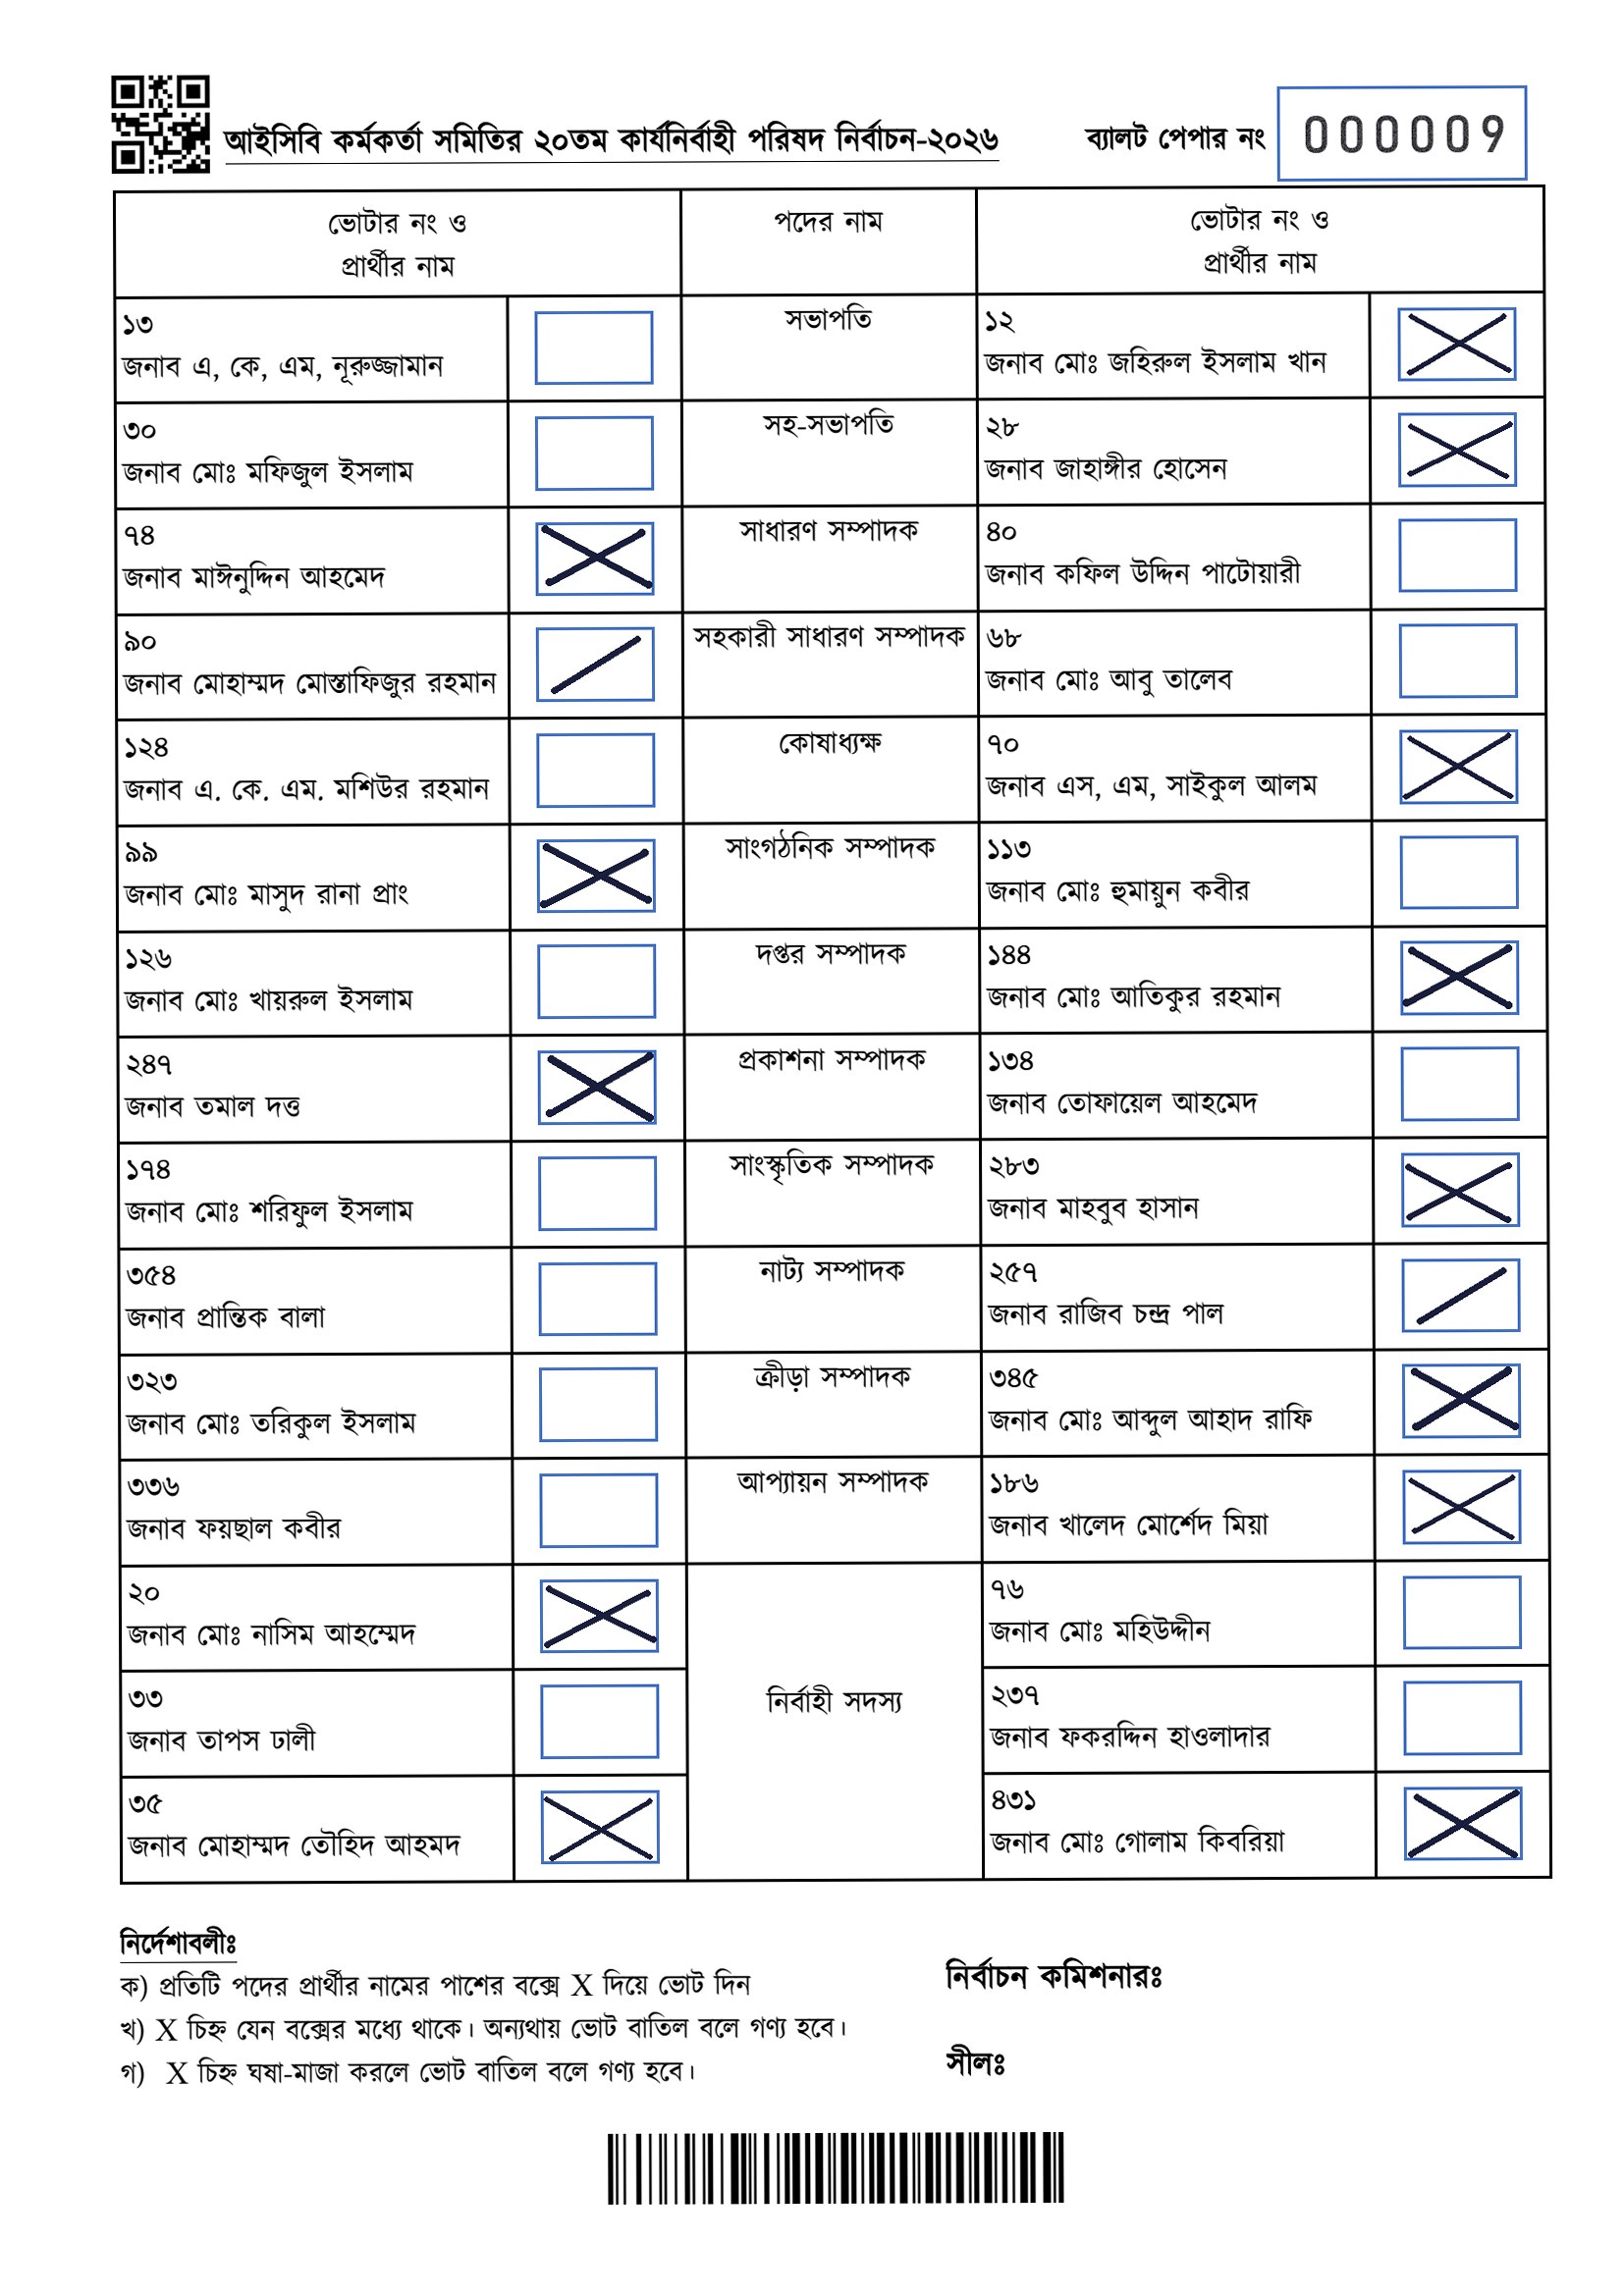 আইসিবি কর্মকর্তা সমিতির ২০তম কার্যনির্বাহী পরিষদ নির্বাচন-২০২৬ ব্যালট পেপার নং 000009
ভোটার নং ও
প্রার্থীর নাম
পদের নাম
ভোটার নং ও
প্রার্থীর নাম
১৩
জনাব এ, কে, এম, নূরুজ্জামান
সভাপতি
১২
জনাব মোঃ জহিরুল ইসলাম খান
৩০
জনাব মোঃ মফিজুল ইসলাম
সহ-সভাপতি
২৮
জনাব জাহাঙ্গীর হোসেন
৭৪
জনাব মাঈনুদ্দিন আহমেদ
সাধারণ সম্পাদক
৪০
জনাব কফিল উদ্দিন পাটোয়ারী
৯০
জনাব মোহাম্মদ মোস্তাফিজুর রহমান
সহকারী সাধারণ সম্পাদক
৬৮
জনাব মোঃ আবু তালেব
১২৪
জনাব এ. কে. এম. মশিউর রহমান
কোষাধ্যক্ষ
৭০
জনাব এস, এম, সাইকুল আলম
৯৯
জনাব মোঃ মাসুদ রানা প্রাং
সাংগঠনিক সম্পাদক
১১৩
জনাব মোঃ হুমায়ুন কবীর
১২৬
জনাব মোঃ খায়রুল ইসলাম
দপ্তর সম্পাদক
১৪৪
জনাব মোঃ আতিকুর রহমান
২৪৭
জনাব তমাল দত্ত
প্রকাশনা সম্পাদক
১৩৪
জনাব তোফায়েল আহমেদ
১৭৪
জনাব মোঃ শরিফুল ইসলাম
সাংস্কৃতিক সম্পাদক
২৮৩
জনাব মাহবুব হাসান
৩৫৪
জনাব প্রান্তিক বালা
নাট্য সম্পাদক
২৫৭
জনাব রাজিব চন্দ্র পাল
৩২৩
জনাব মোঃ তরিকুল ইসলাম
ক্রীড়া সম্পাদক
৩৪৫
জনাব মোঃ আব্দুল আহাদ রাফি
৩৩৬
জনাব ফয়ছাল কবীর
আপ্যায়ন সম্পাদক
১৮৬
জনাব খালেদ মোর্শেদ মিয়া
২০
জনাব মোঃ নাসিম আহম্মেদ
৭৬
জনাব মোঃ মহিউদ্দীন
৩৩
জনাব তাপস ঢালী
নির্বাহী সদস্য
২৩৭
জনাব ফকরদ্দিন হাওলাদার
৩৫
জনাব মোহাম্মদ তৌহিদ আহমদ
৪৩১
জনাব মোঃ গোলাম কিবরিয়া
নির্দেশাবলীঃ
ক) প্রতিটি পদের প্রার্থীর নামের পাশের বক্সে X দিয়ে ভোট দিন
খ) X চিহ্ন যেন বক্সের মধ্যে থাকে। অন্যথায় ভোট বাতিল বলে গণ্য হবে।
গ) X চিহ্ন ঘষা-মাজা করলে ভোট বাতিল বলে গণ্য হবে।
নির্বাচন কমিশনারঃ
সীলঃ